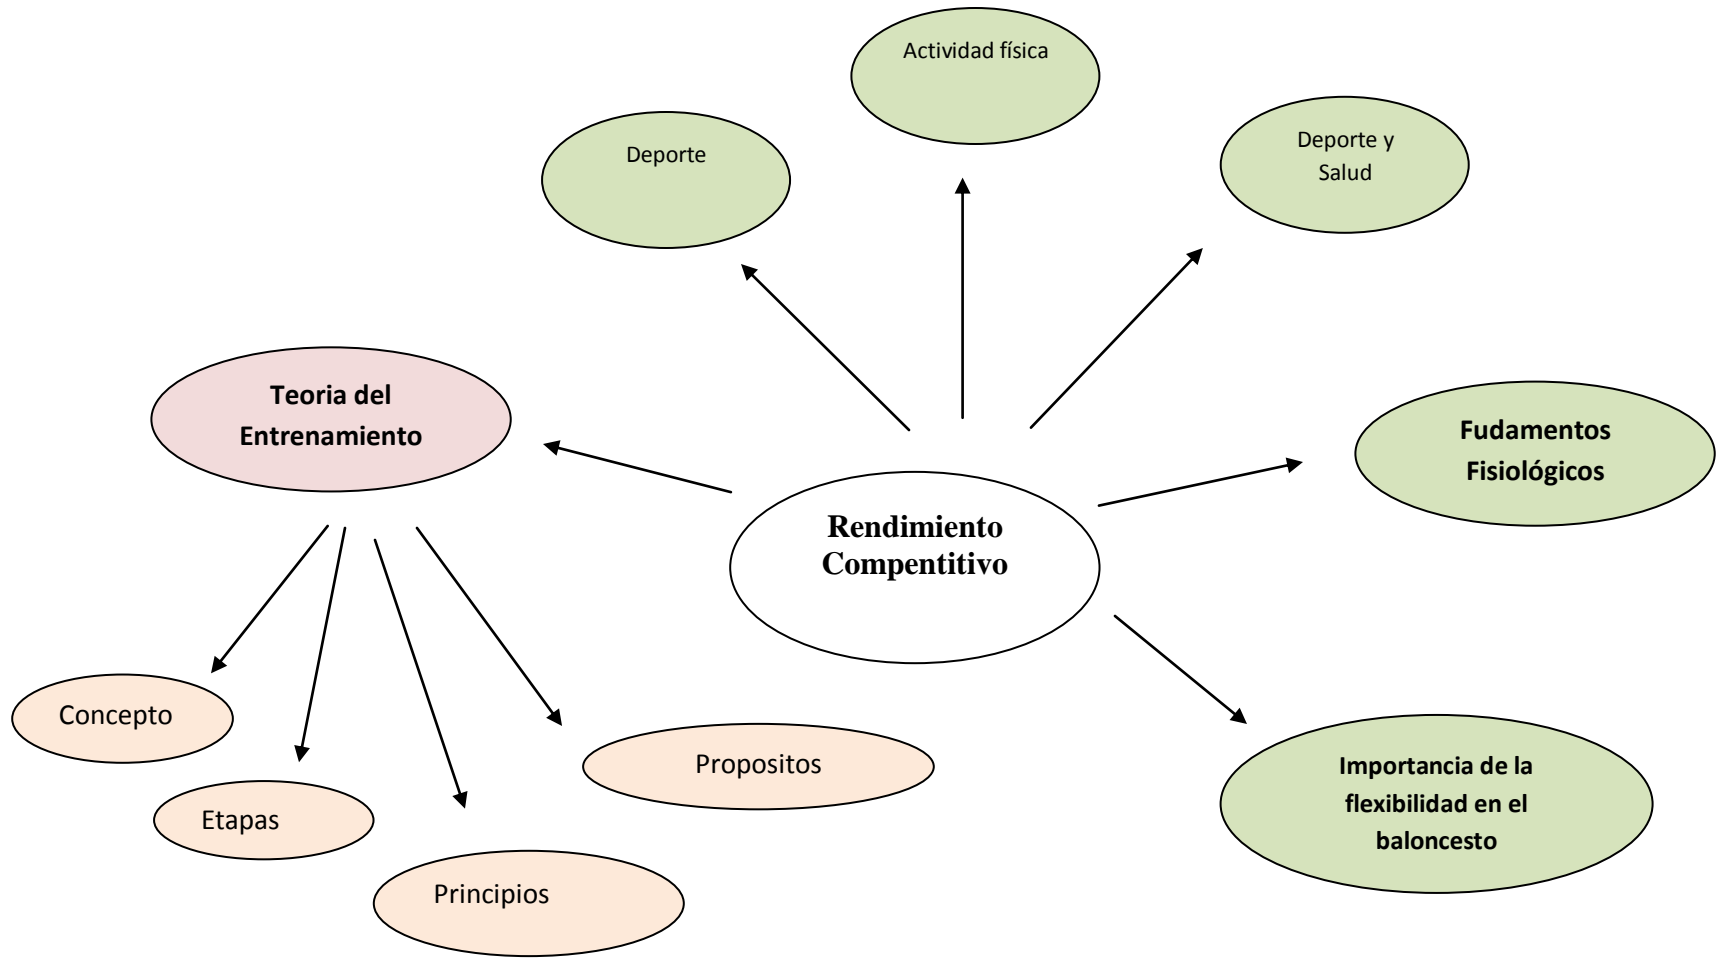 Actividad física
Deporte
Deporte y
Salud
Teoria del
Entrenamiento
Fudamentos
Fisiológicos
Rendimiento
Compentitivo
Concepto
Etapas
Principios
Propositos
Importancia de la
flexibilidad en el
baloncesto